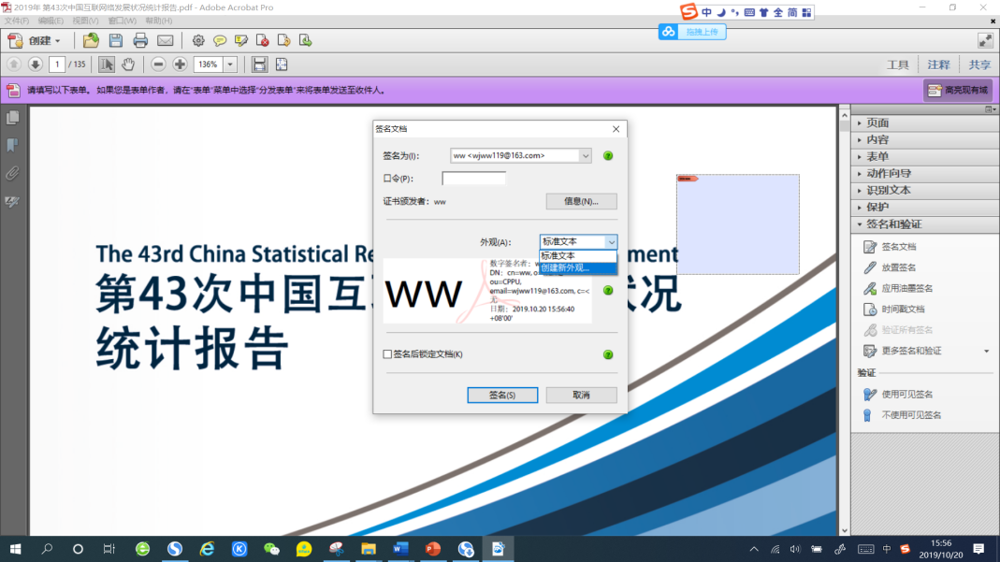 2019年 第43次中国互联网络发展状况统计报告.pdf - Adobe Acrobat Pro
文件(F) 编辑(E) 视图(V) 窗口(W) 帮助(H)
中 全 简
拖拽上传
创建
1 / 135 136% 工具 注释 共享
请填写以下表单。如果您是表单作者，请在"表单"菜单中选择"分发表单"来将表单发送至收件人。 高亮现有域
签名文档
签名为(I): ww <wjww119@163.com>
口令(P):
证书颁发者: ww 信息(N)...
外观(A): 标准文本
标准文本
创建新外观...
ww
数字签名者: w
DN: cn=ww, o=
ou=CPPU,
email=wjww119@163.com, c=<
无
日期: 2019.10.20 15:56:40
+08'00'
签名后锁定文档(K)
签名(S) 取消
The 43rd China Statistical Re ment
第43次中国互 状况
统计报告
页面
内容
表单
动作向导
识别文本
保护
签名和验证
签名文档
放置签名
应用油墨签名
时间戳文档
验证所有签名
更多签名和验证
验证
使用可见签名
不使用可见签名
中
15:56
2019/10/20